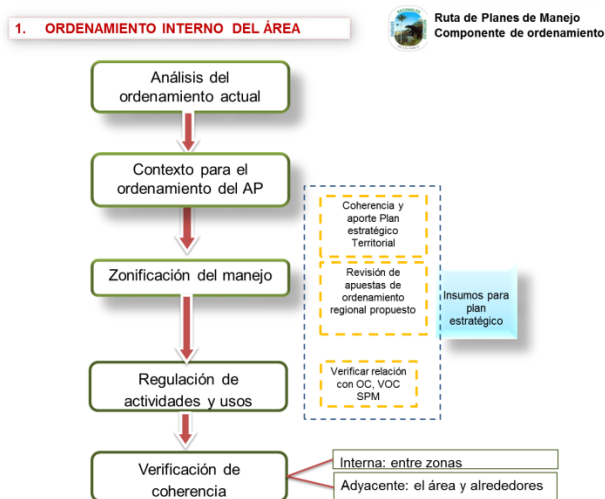 1. ORDENAMIENTO INTERNO DEL ÁREA
Ruta de Planes de Manejo
Componente de ordenamiento
Análisis del
ordenamiento actual
Contexto para el
ordenamiento del AP
Zonificación del manejo
Regulación de
actividades y usos
Verificación de
coherencia
Coherencia y
aporte Plan
estratégico
Territorial
Revisión de
apuestas de
ordenamiento
regional propuesto
Verificar relación
con OC, VOC
SPM
Insumos para
plan
estratégico
Interna: entre zonas
Adyacente: el área y alrededores